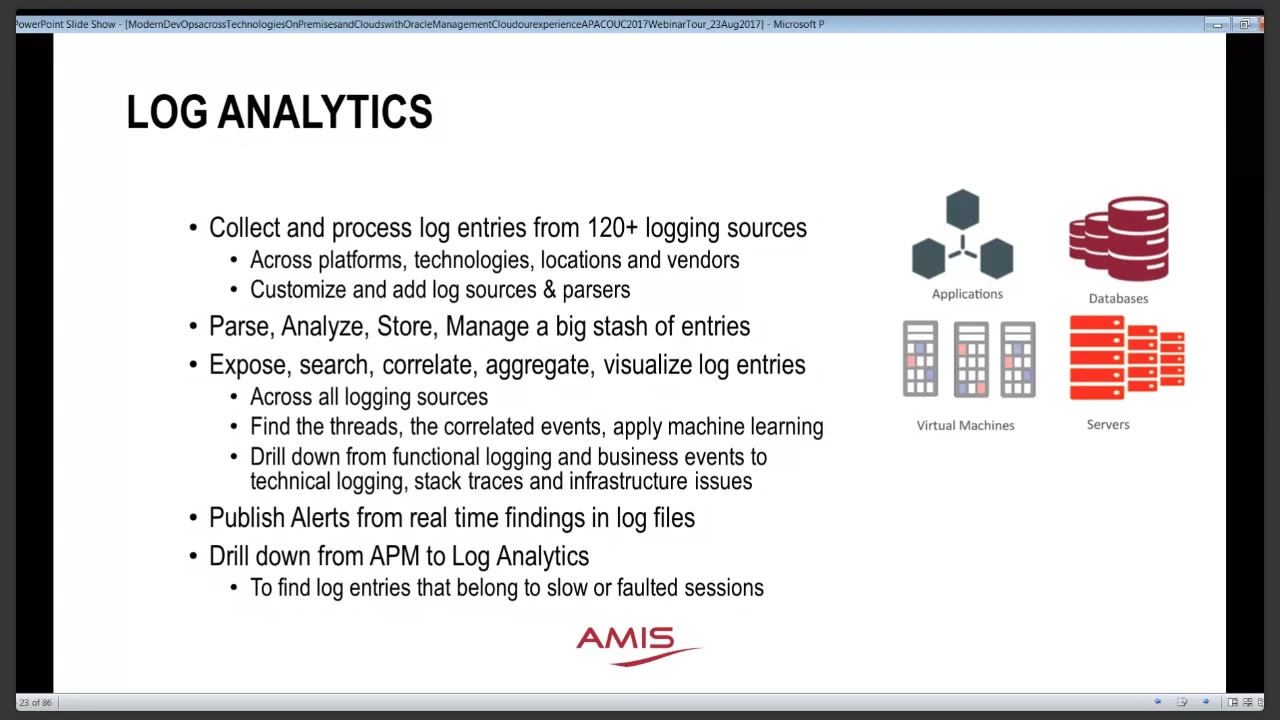 PowerPoint Slide Show - [ModernDevOpsacrossTechnologiesOnPremisesandCloudswithOracleManagementCloudourexperienceAPACOUC2017WebinarTour_23Aug2017] - Microsoft P
LOG ANALYTICS
• Collect and process log entries from 120+ logging sources
• Across platforms, technologies, locations and vendors
• Customize and add log sources & parsers
• Parse, Analyze, Store, Manage a big stash of entries
• Expose, search, correlate, aggregate, visualize log entries
• Across all logging sources
• Find the threads, the correlated events, apply machine learning
• Drill down from functional logging and business events to
technical logging, stack traces and infrastructure issues
• Publish Alerts from real time findings in log files
• Drill down from APM to Log Analytics
• To find log entries that belong to slow or faulted sessions
Applications
Databases
Virtual Machines
Servers
AMIS
23 of 86